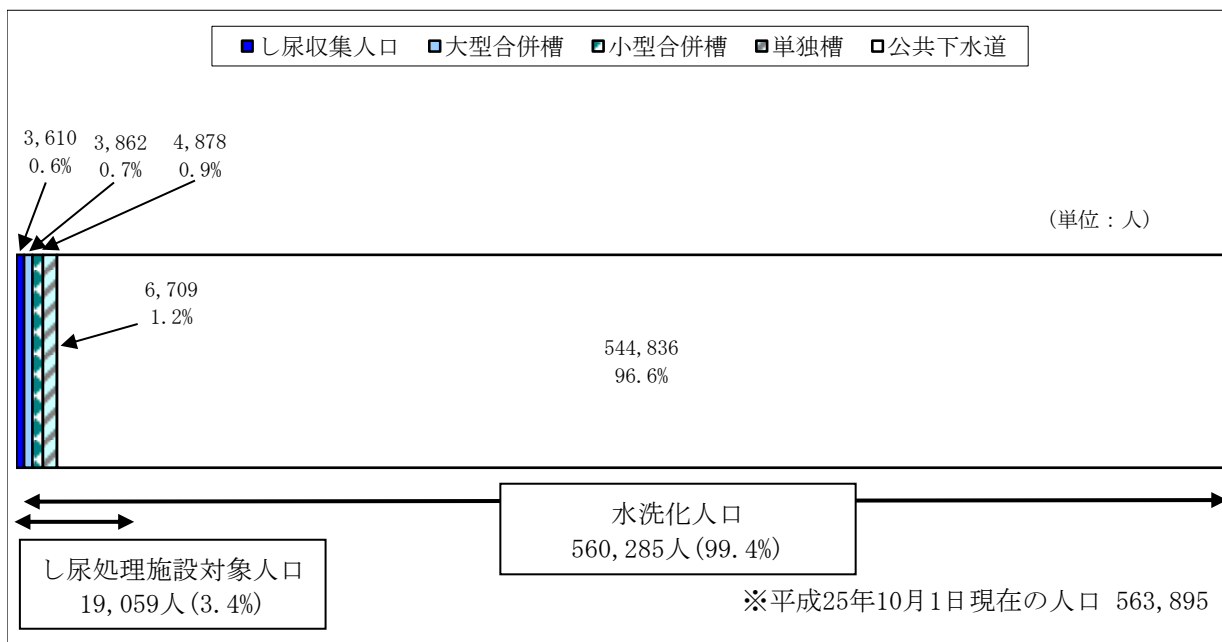 し尿収集人口 大型合併槽 小型合併槽 単独槽 公共下水道
3,610 3,862 4,878
0.6% 0.7% 0.9%
(単位：人)
6,709
1.2%
544,836
96.6%
水洗化人口
560,285人(99.4%)
し尿処理施設対象人口
19,059人(3.4%)
※平成25年10月1日現在の人口 563,895